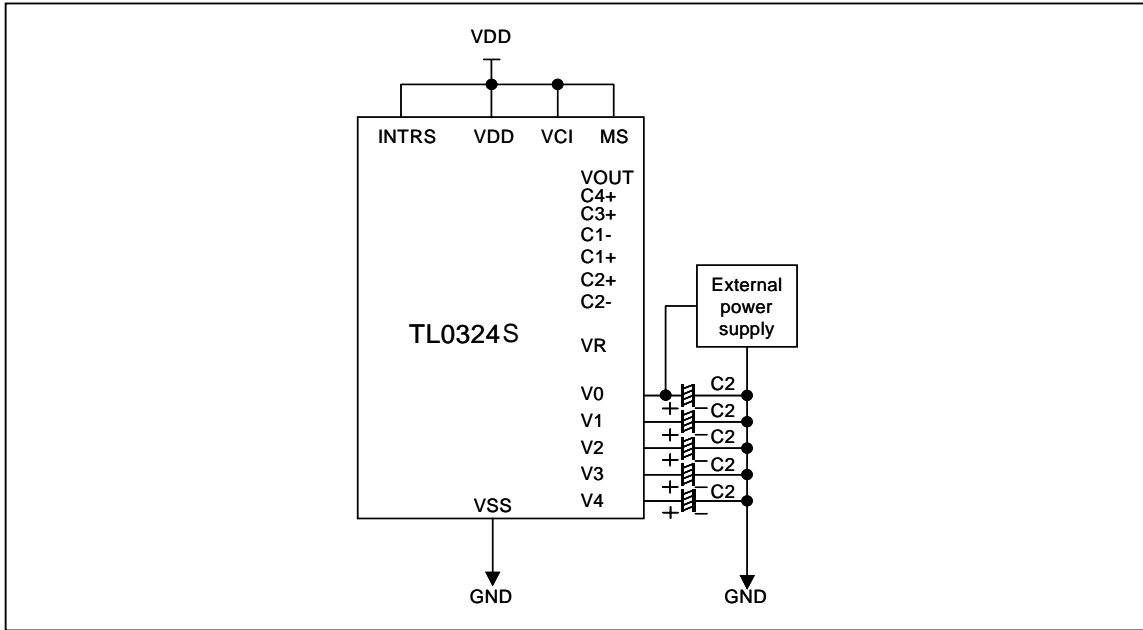 VDD
INTRS VDD VCI MS
VOUT
C4+
C3+
C1-
C1+
C2+
C2-
External
power
supply
TL0324S
VR
V0 C2
+ -
V1 C2
+ -
V2 C2
+ -
V3 C2
+ -
V4 C2
+ -
VSS
GND GND